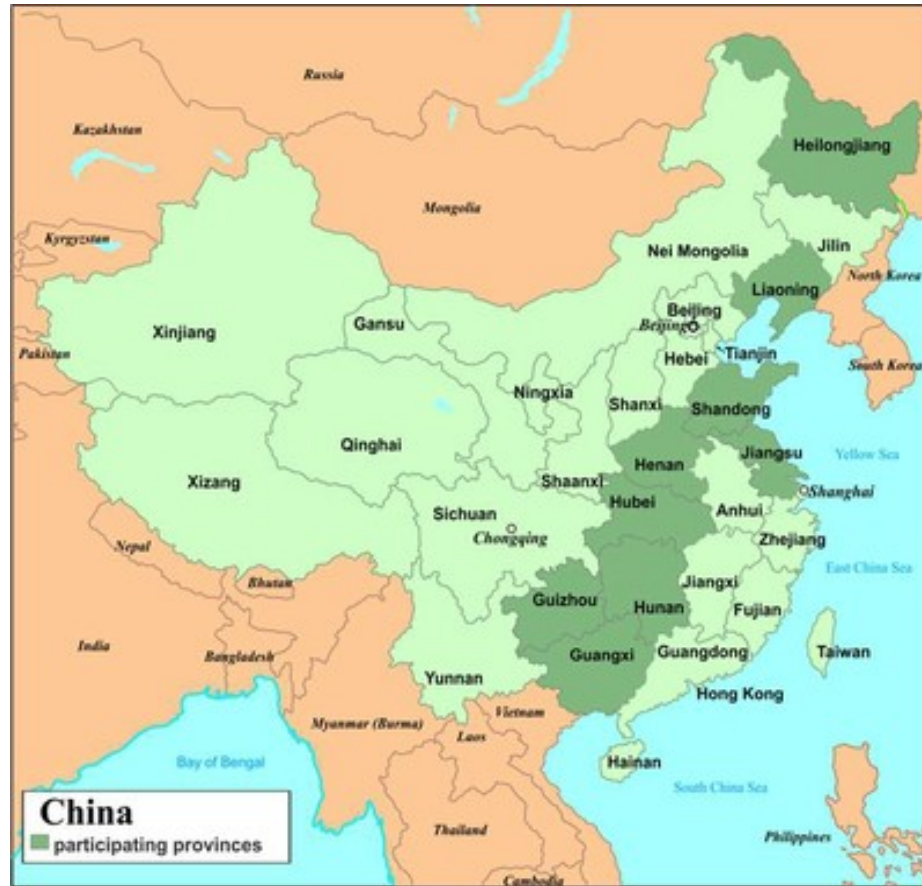 Russia
Kazakhstan
Heilongjiang
Mongolia
Kyrgyzstan
Jilin
Nei Mongolia
North Korea
Liaoning
Beijing
Beijing
Xinjiang
Gansu
Pakistan
Hebei
Tianjin
South Korea
Ningxia
Shanxi
Shandong
Qinghai
Yellow Sea
Jiangsu
Henan
Xizang
Shaanxi
Shanghai
Hubei
Anhui
Sichuan
Chongqing
Zhejiang
Nepal
East China Sea
Bhutan
Jiangxi
Guizhou
Hunan
Fujian
India
Bangladesh
Guangxi
Guangdong
Taiwan
Yunnan
Hong Kong
Vietnam
Myanmar (Burma)
Laos
Bay of Bengal
Hainan
South China Sea
China
participating provinces
Thailand
Philippines
Cambodia